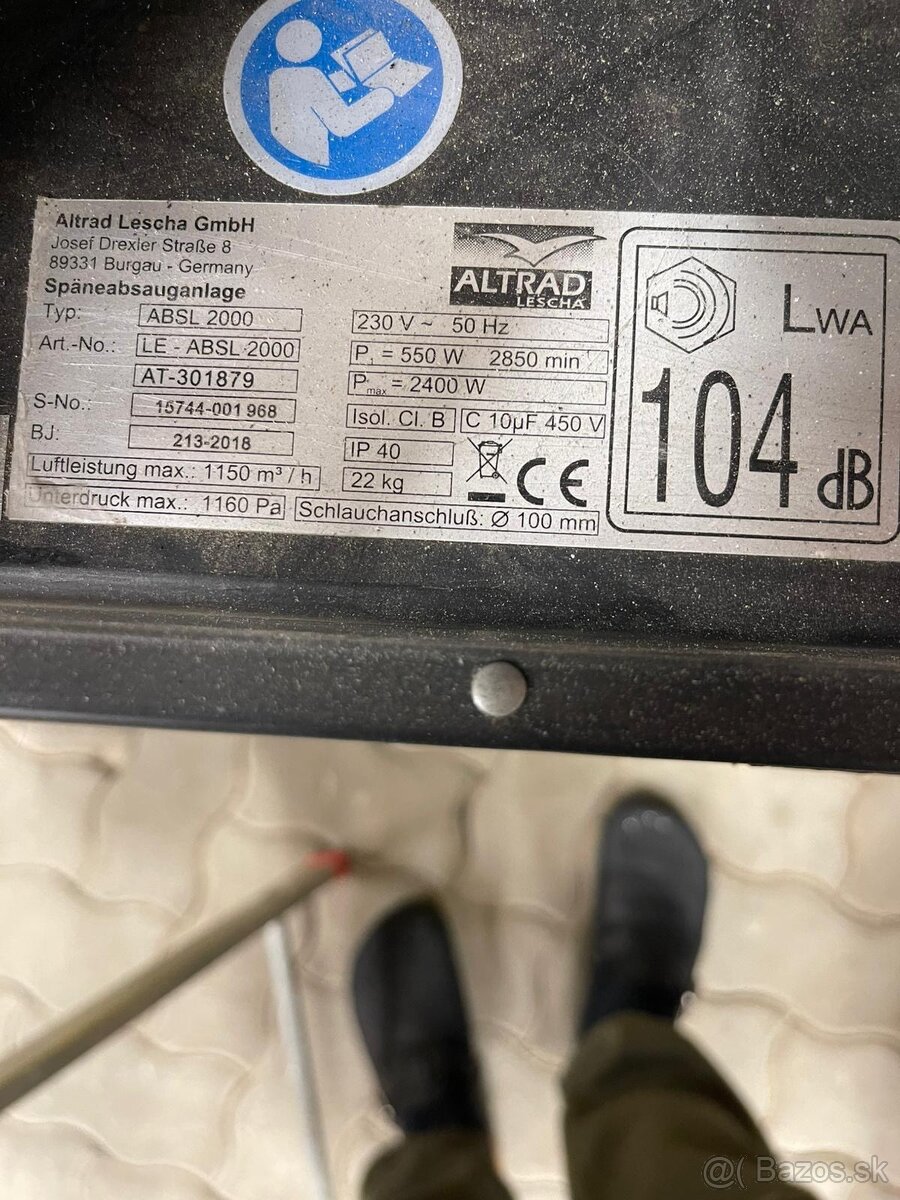 Altrad Lescha GmbH
Josef Drexler Straße 8
89331 Burgau - Germany
Späneabsauganlage
Typ.: ABSL 2000
Art.-No.: LE - ABSL 2000
AT-301879
S-No.: 15744-001 968
BJ: 213-2018
Luftleistung max.: 1150 m³ / h
Unterdruck max.: 1160 Pa
Schlauchanschluß: Ø 100 mm
ALTRAD
LESCHA
230 V ~ 50 Hz
P₁ = 550 W 2850 min
Pmax = 2400 W
Isol. Cl. B
C 10µF 450 V
IP 40
22 kg
CE
LWA
104 dB
@( Bazos.sk